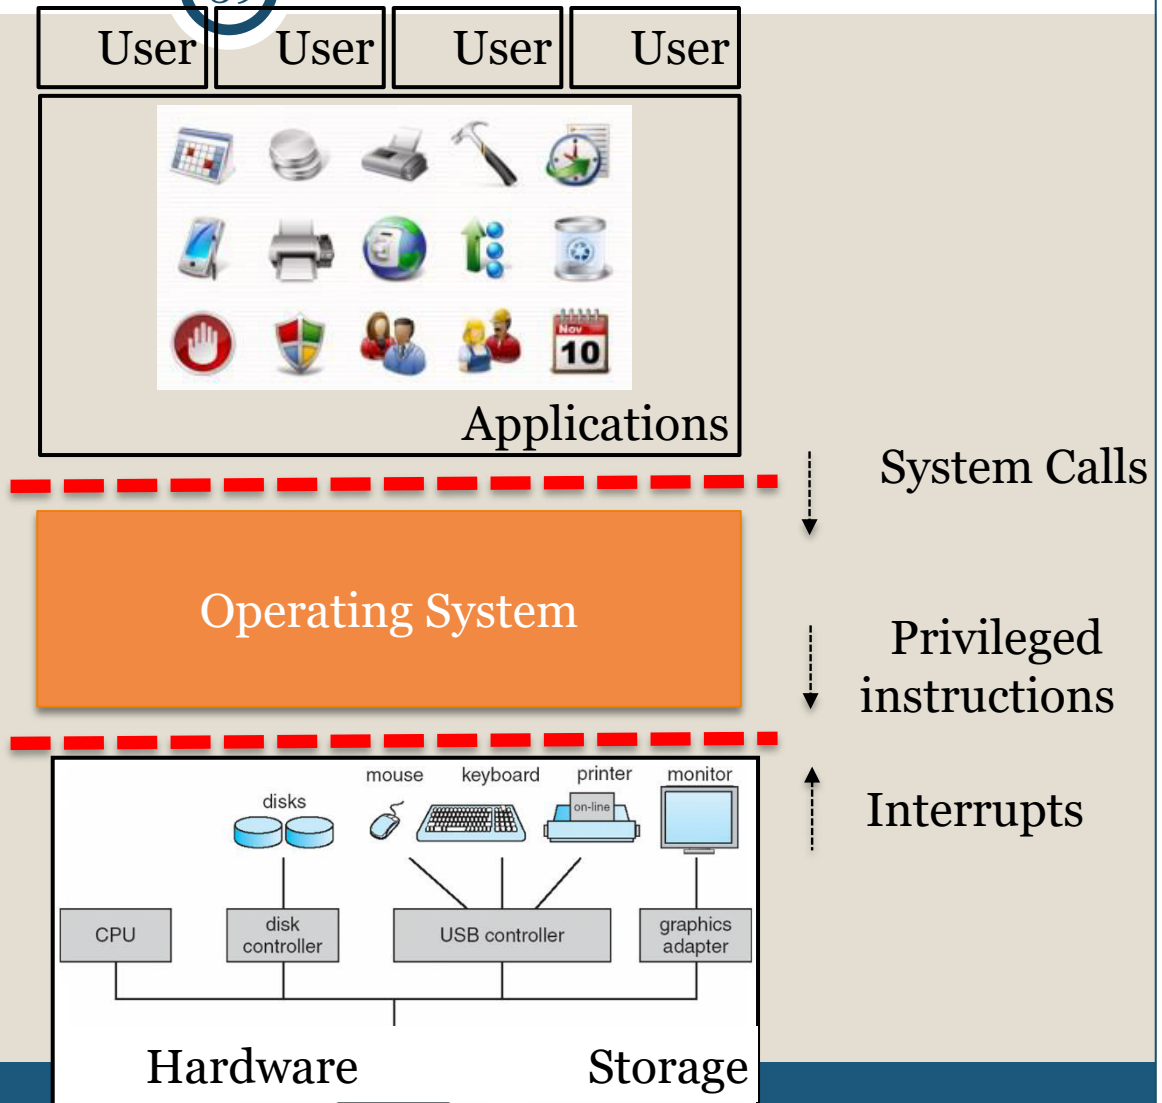 User User User User
Nov
10
Applications
System Calls
Operating System
Privileged
instructions
Interrupts
mouse keyboard printer monitor
disks
on-line
CPU
disk
controller
USB controller
graphics
adapter
Hardware Storage